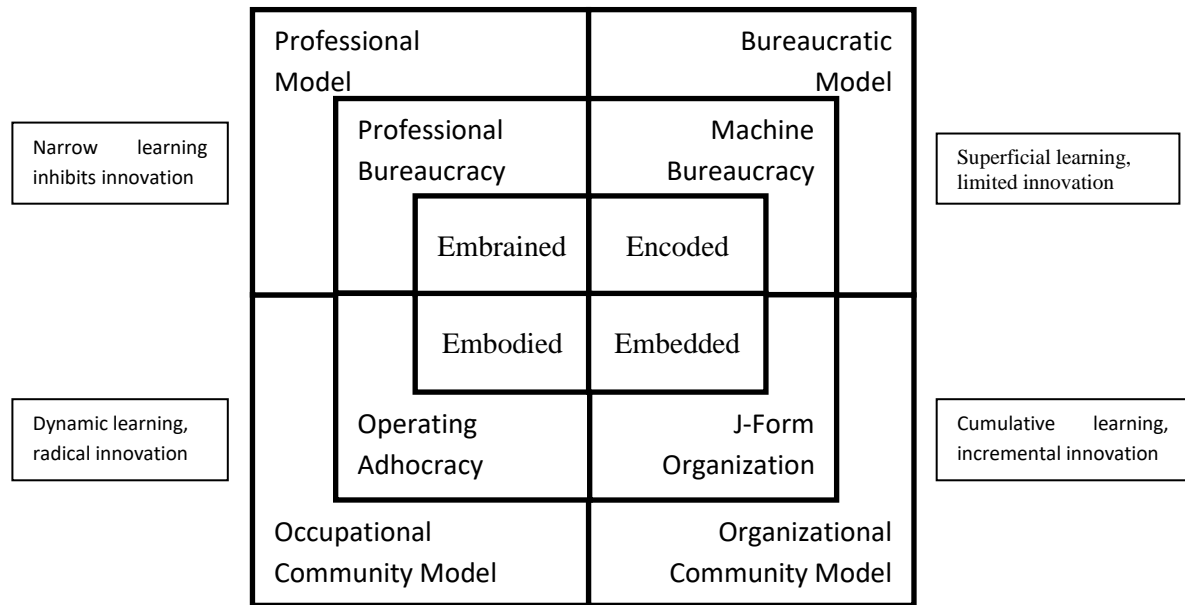 Professional
Model
Bureaucratic
Model
Narrow learning
inhibits innovation
Professional
Bureaucracy
Machine
Bureaucracy
Superficial learning,
limited innovation
Embrained
Encoded
Embodied
Embedded
Dynamic learning,
radical innovation
Operating
Adhocracy
J-Form
Organization
Cumulative learning,
incremental innovation
Occupational
Community Model
Organizational
Community Model